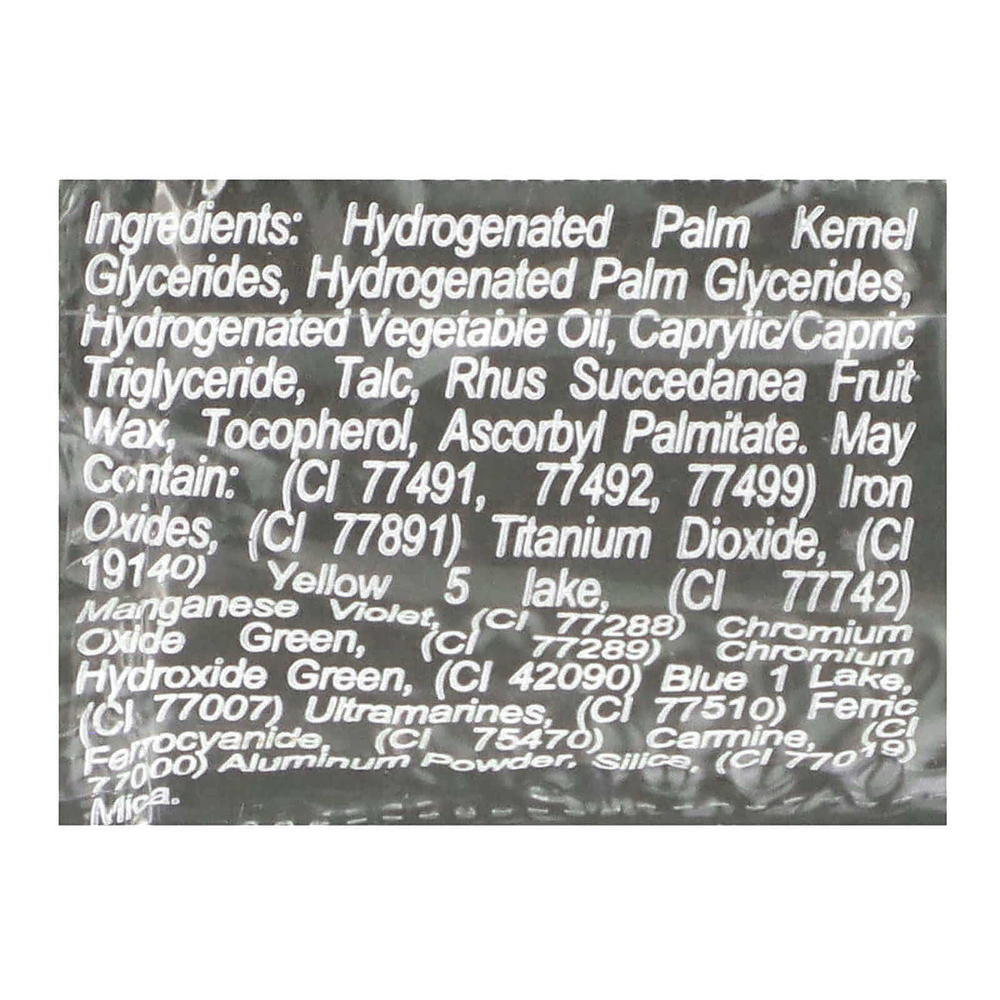 Ingredients: Hydrogenated Palm Kernel
Glycerides, Hydrogenated Palm Glycerides,
Hydrogenated Vegetable Oil, Caprylic/Capric
Triglyceride, Talc, Rhus Succedanea Fruit
Wax, Tocopherol, Ascorbyl Palmitate. May
Contain: (CI 77491, 77492, 77499) Iron
Oxides, (CI 77891) Titanium Dioxide, (CI
19140) Yellow 5 lake, (CI 77742)
Manganese Violet, (CI 77288) Chromium
Oxide Green, (CI 77289) Chromium
Hydroxide Green, (CI 42090) Blue 1 Lake,
(CI 77007) Ultramarines, (CI 77510) Ferric
Ferrocyanide, (CI 75470) Carmine, (CI
77000) Aluminum Powder, Silica, (CI 77019)
Mica.